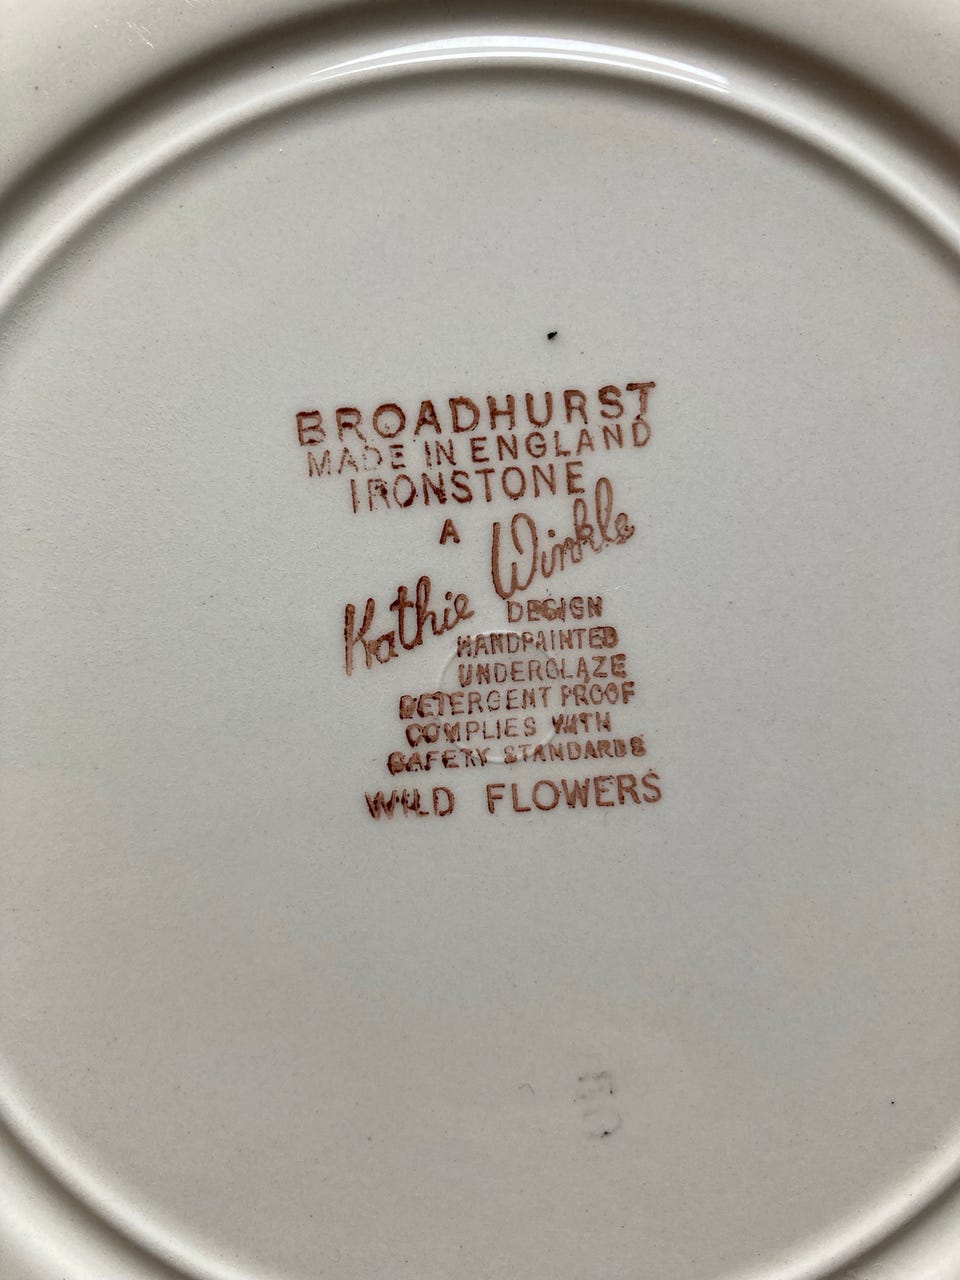 BROADHURST
MADE IN ENGLAND
IRONSTONE
A
Kathie Winkle
DESIGN
HANDPAINTED
UNDERGLAZE
DETERGENT PROOF
COMPLIES WITH
SAFETY STANDARDS
WILD FLOWERS